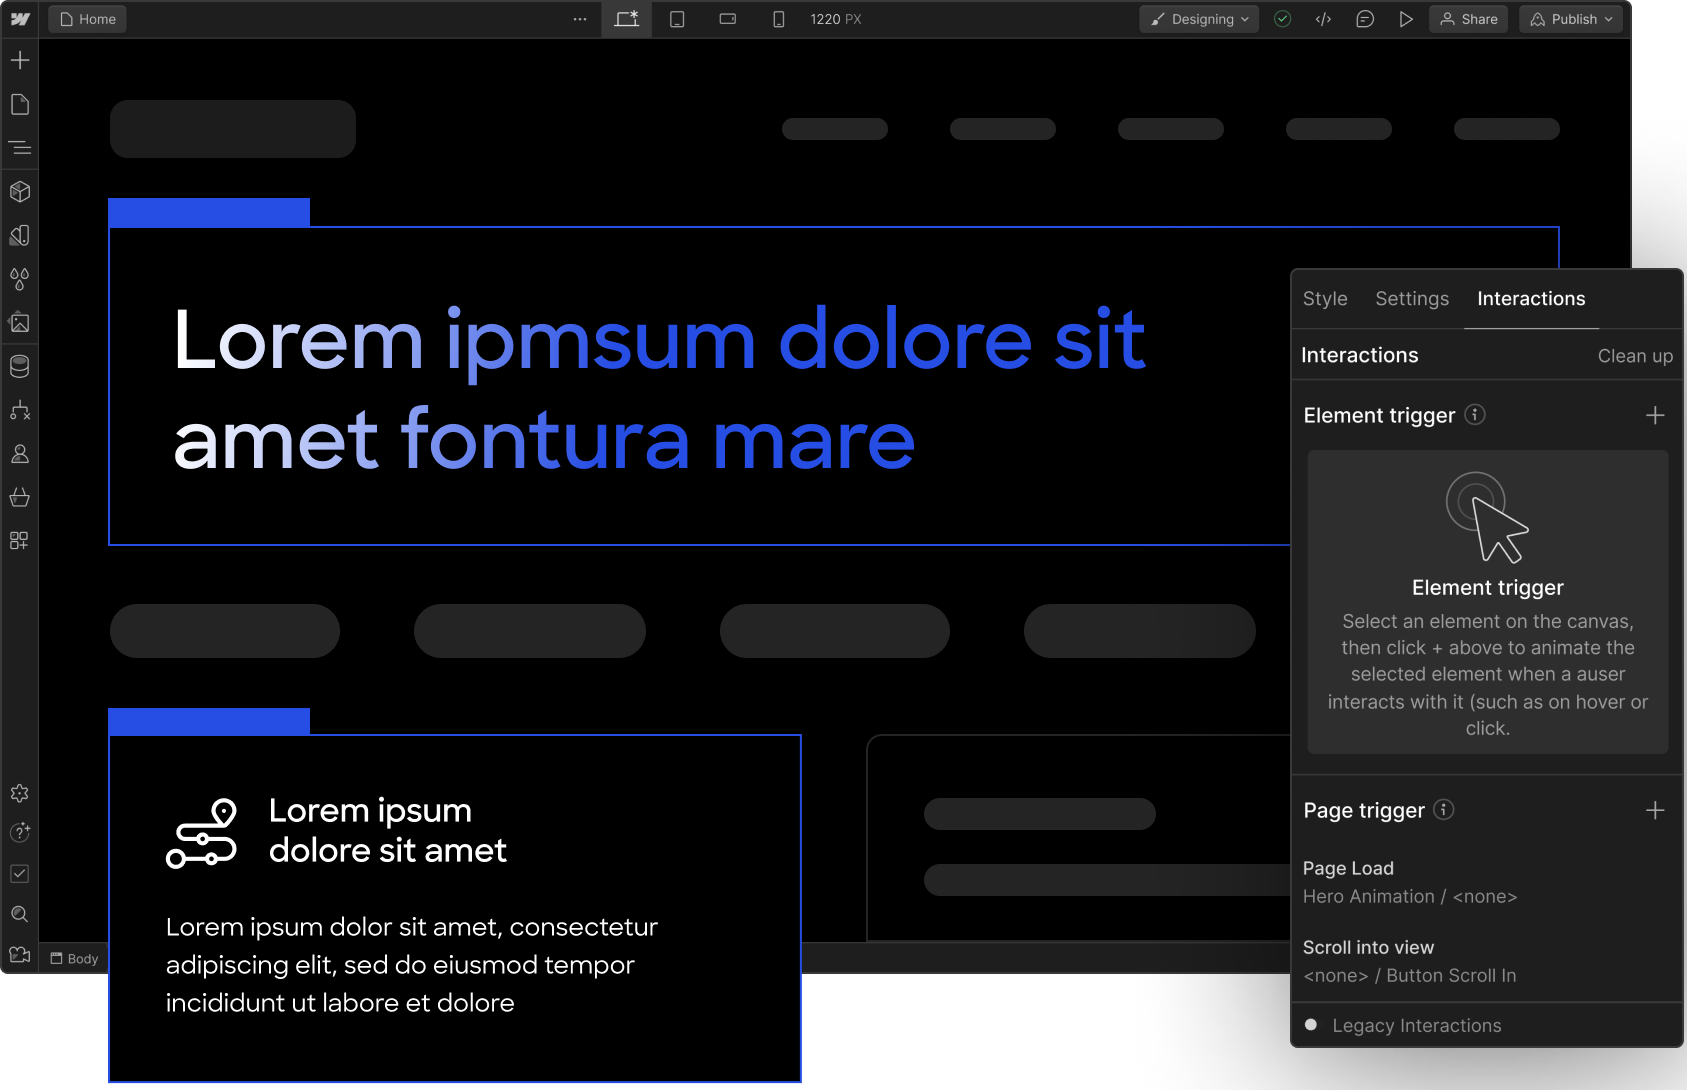 Home
1220 PX
Designing
Share
Publish
Lorem ipmsum dolore sit
amet fontura mare
Style Settings Interactions
Interactions Clean up
Element trigger
Element trigger
Select an element on the canvas,
then click + above to animate the
selected element when a auser
interacts with it (such as on hover or
click.
Page trigger
Page Load
Hero Animation / <none>
Scroll into view
<none> / Button Scroll In
Legacy Interactions
Lorem ipsum
dolore sit amet
Lorem ipsum dolor sit amet, consectetur
adipiscing elit, sed do eiusmod tempor
incididunt ut labore et dolore
Body